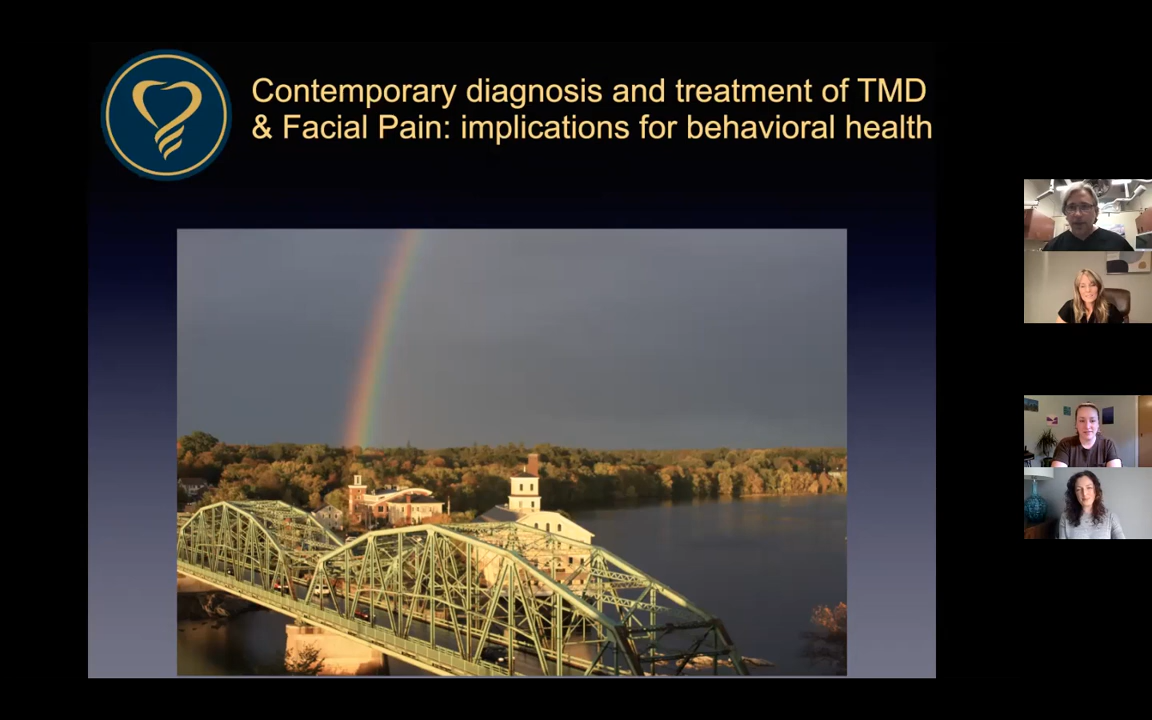 Contemporary diagnosis and treatment of TMD
& Facial Pain: implications for behavioral health